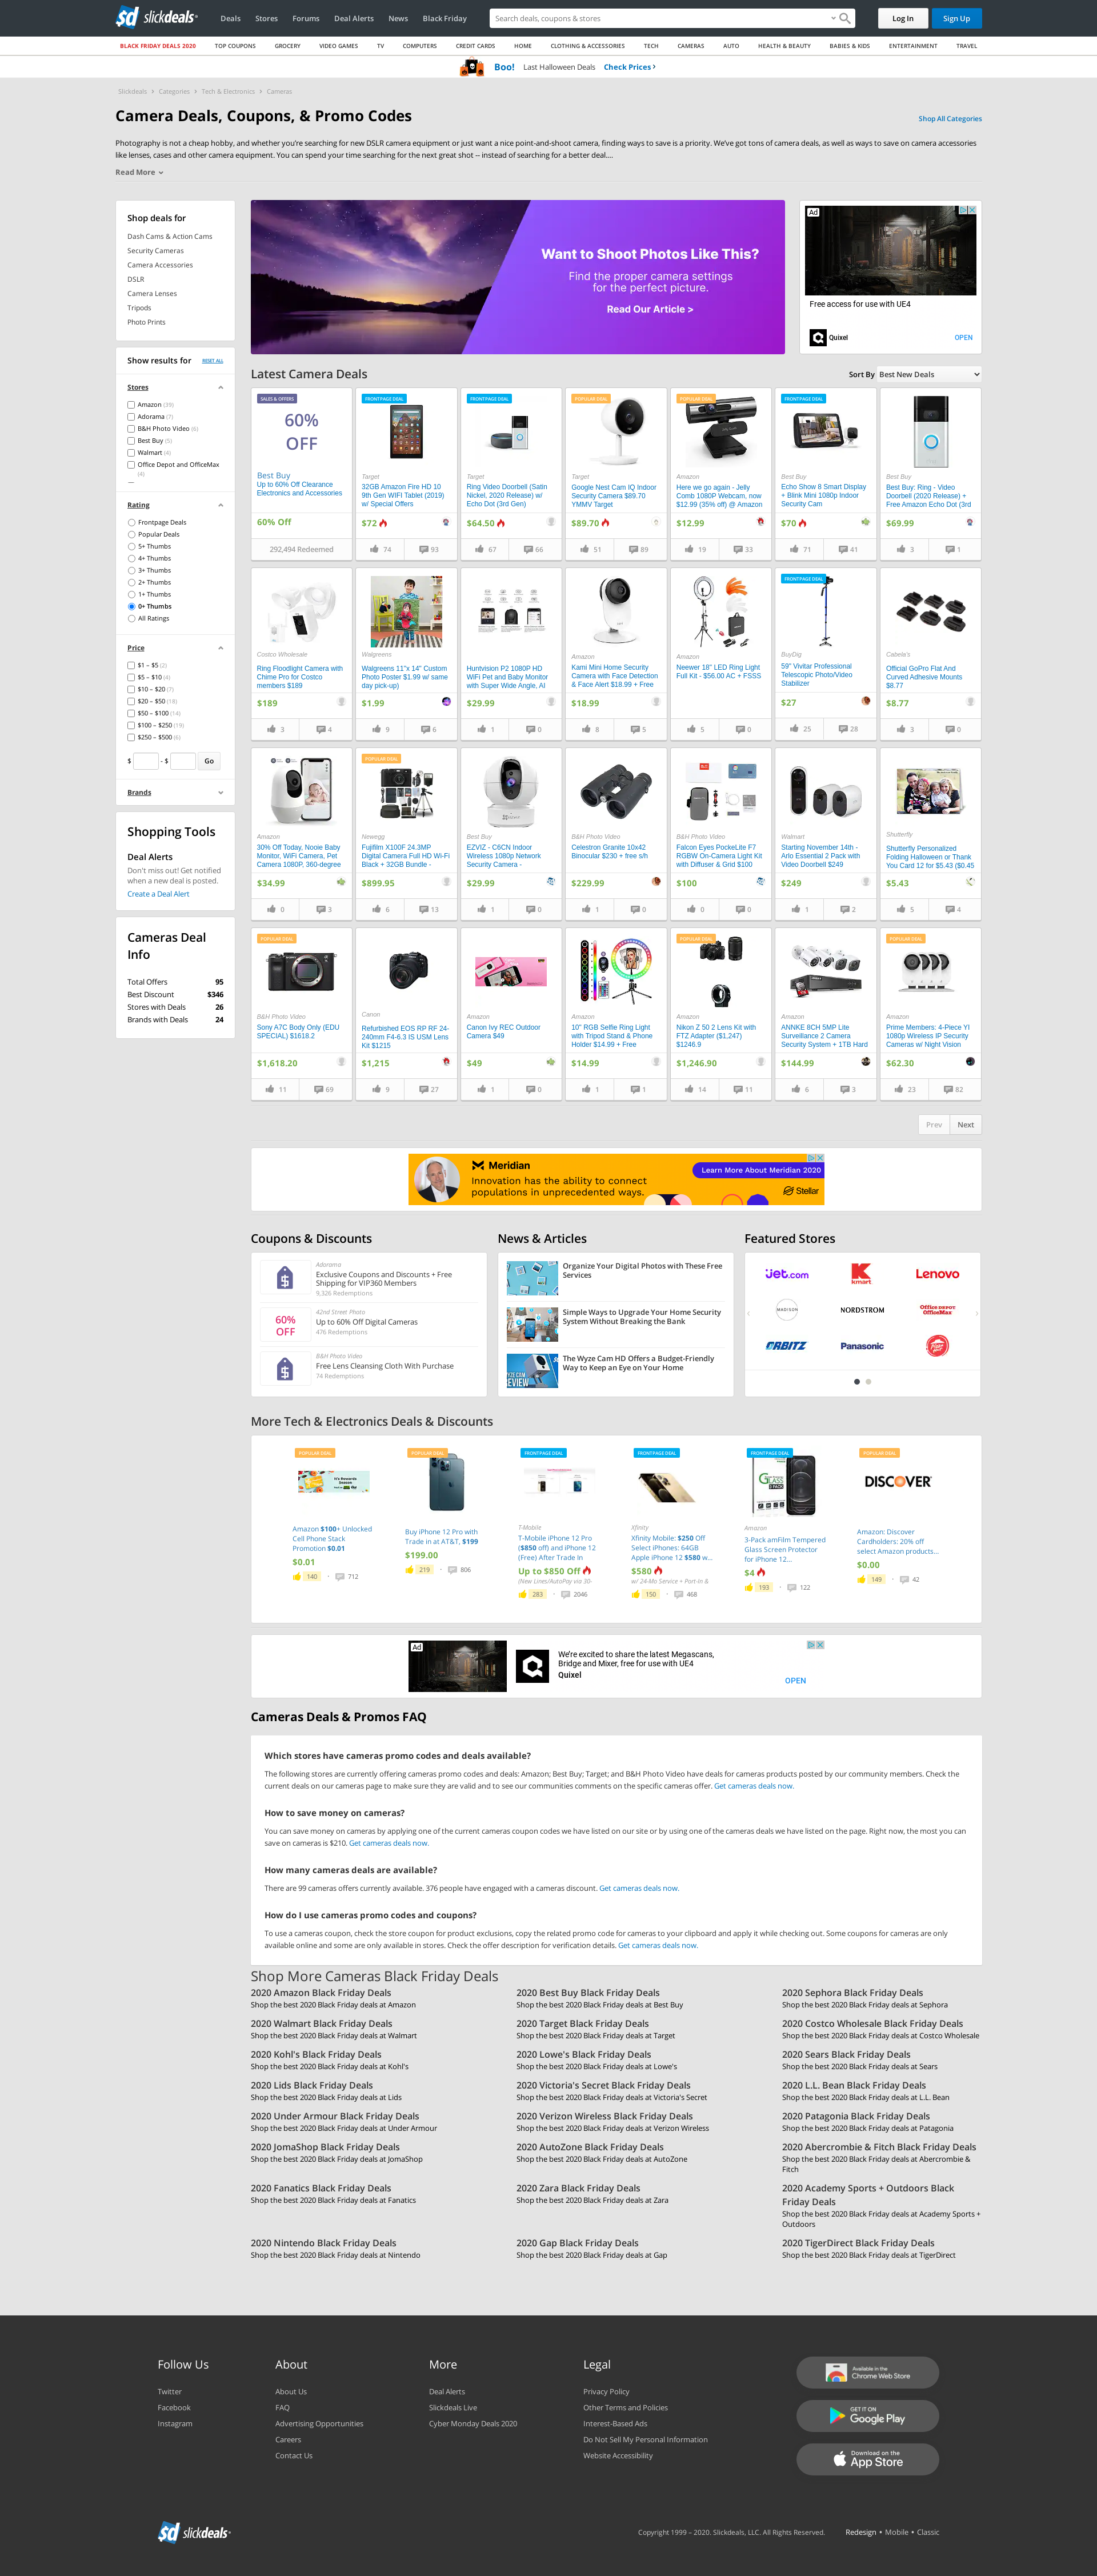 sd slickdeals
Deals
Stores
Forums
Deal Alerts
News
Black Friday
Search deals, coupons & stores
Log In
Sign Up
BLACK FRIDAY DEALS 2020
TOP COUPONS
GROCERY
VIDEO GAMES
TV
COMPUTERS
CREDIT CARDS
HOME
CLOTHING & ACCESSORIES
TECH
CAMERAS
AUTO
HEALTH & BEAUTY
BABIES & KIDS
ENTERTAINMENT
TRAVEL
Boo! Last Halloween Deals Check Prices ›
Slickdeals › Categories › Tech & Electronics › Cameras
Camera Deals, Coupons, & Promo Codes
Shop All Categories
Photography is not a cheap hobby, and whether you're searching for new DSLR camera equipment or just want a nice point-and-shoot camera, finding ways to save is a priority. We've got tons of camera deals, as well as ways to save on camera accessories
like lenses, cases and other camera equipment. You can spend your time searching for the next great shot -- instead of searching for a better deal....
Read More
Shop deals for
Dash Cams & Action Cams
Security Cameras
Camera Accessories
DSLR
Camera Lenses
Tripods
Photo Prints
Show results for
RESET ALL
Stores
Amazon (39)
Adorama (7)
B&H Photo Video (6)
Best Buy (5)
Walmart (4)
Office Depot and OfficeMax
(4)
Rating
Frontpage Deals
Popular Deals
5+ Thumbs
4+ Thumbs
3+ Thumbs
2+ Thumbs
1+ Thumbs
0+ Thumbs
All Ratings
Price
$1 – $5 (2)
$5 – $10 (4)
$10 – $20 (7)
$20 – $50 (18)
$50 – $100 (14)
$100 – $250 (19)
$250 – $500 (6)
$ - $ Go
Brands
Shopping Tools
Deal Alerts
Don't miss out! Get notified
when a new deal is posted.
Create a Deal Alert
Cameras Deal
Info
Total Offers 95
Best Discount $346
Stores with Deals 26
Brands with Deals 24
Want to Shoot Photos Like This?
Find the proper camera settings
for the perfect picture.
Read Our Article >
Ad
Free access for use with UE4
Quixel
OPEN
Latest Camera Deals
Sort By Best New Deals
SALES & OFFERS
60%
OFF
Best Buy
Up to 60% Off Clearance
Electronics and Accessories
60% Off
292,494 Redeemed
FRONTPAGE DEAL
Target
32GB Amazon Fire HD 10
9th Gen WIFI Tablet (2019)
w/ Special Offers
$72
74 93
FRONTPAGE DEAL
Target
Ring Video Doorbell (Satin
Nickel, 2020 Release) w/
Echo Dot (3rd Gen)
$64.50
67 66
POPULAR DEAL
Target
Google Nest Cam IQ Indoor
Security Camera $89.70
YMMV Target
$89.70
51 89
POPULAR DEAL
Amazon
Here we go again - Jelly
Comb 1080P Webcam, now
$12.99 (35% off) @ Amazon
$12.99
19 33
FRONTPAGE DEAL
Best Buy
Echo Show 8 Smart Display
+ Blink Mini 1080p Indoor
Security Cam
$70
71 41
Best Buy
Best Buy: Ring - Video
Doorbell (2020 Release) +
Free Amazon Echo Dot (3rd
$69.99
3 1
Costco Wholesale
Ring Floodlight Camera with
Chime Pro for Costco
members $189
$189
3 4
Walgreens
Walgreens 11"x 14" Custom
Photo Poster $1.99 w/ same
day pick-up)
$1.99
9 6
Huntvision P2 1080P HD
WiFi Pet and Baby Monitor
with Super Wide Angle, AI
$29.99
1 0
Amazon
Kami Mini Home Security
Camera with Face Detection
& Face Alert $18.99 + Free
$18.99
8 5
Amazon
Neewer 18" LED Ring Light
Full Kit - $56.00 AC + FSSS
5 0
FRONTPAGE DEAL
BuyDig
59" Vivitar Professional
Telescopic Photo/Video
Stabilizer
$27
25 28
Cabela's
Official GoPro Flat And
Curved Adhesive Mounts
$8.77
$8.77
3 0
Amazon
30% Off Today, Nooie Baby
Monitor, WiFi Camera, Pet
Camera 1080P, 360-degree
$34.99
0 3
POPULAR DEAL
Newegg
Fujifilm X100F 24.3MP
Digital Camera Full HD Wi-Fi
Black + 32GB Bundle -
$899.95
6 13
Best Buy
EZVIZ - C6CN Indoor
Wireless 1080p Network
Security Camera -
$29.99
1 0
B&H Photo Video
Celestron Granite 10x42
Binocular $230 + free s/h
$229.99
1 0
B&H Photo Video
Falcon Eyes PockeLite F7
RGBW On-Camera Light Kit
with Diffuser & Grid $100
$100
0 0
Walmart
Starting November 14th -
Arlo Essential 2 Pack with
Video Doorbell $249
$249
1 2
Shutterfly
Shutterfly Personalized
Folding Halloween or Thank
You Card 12 for $5.43 ($0.45
$5.43
5 4
POPULAR DEAL
B&H Photo Video
Sony A7C Body Only (EDU
SPECIAL) $1618.2
$1,618.20
11 69
Canon
Refurbished EOS RP RF 24-
240mm F4-6.3 IS USM Lens
Kit $1215
$1,215
9 27
Amazon
Canon Ivy REC Outdoor
Camera $49
$49
1 0
Amazon
10" RGB Selfie Ring Light
with Tripod Stand & Phone
Holder $14.99 + Free
$14.99
1 1
POPULAR DEAL
Amazon
Nikon Z 50 2 Lens Kit with
FTZ Adapter ($1,247)
$1246.9
$1,246.90
14 11
Amazon
ANNKE 8CH 5MP Lite
Surveillance 2 Camera
Security System + 1TB Hard
$144.99
6 3
POPULAR DEAL
Amazon
Prime Members: 4-Piece YI
1080p Wireless IP Security
Cameras w/ Night Vision
$62.30
23 82
Prev Next
Meridian
Innovation has the ability to connect
populations in unprecedented ways.
Learn More About Meridian 2020
Stellar
Coupons & Discounts
Adorama
Exclusive Coupons and Discounts + Free
Shipping for VIP360 Members
9,326 Redemptions
60%
OFF
42nd Street Photo
Up to 60% Off Digital Cameras
476 Redemptions
B&H Photo Video
Free Lens Cleansing Cloth With Purchase
74 Redemptions
News & Articles
Organize Your Digital Photos with These Free
Services
Simple Ways to Upgrade Your Home Security
System Without Breaking the Bank
The Wyze Cam HD Offers a Budget-Friendly
Way to Keep an Eye on Your Home
Featured Stores
jet.com
kmart
Lenovo
MADISON
NORDSTROM
Office DEPOT
OfficeMax
ORBITZ
Panasonic
More Tech & Electronics Deals & Discounts
POPULAR DEAL
Amazon $100+ Unlocked
Cell Phone Stack
Promotion $0.01
$0.01
140 712
POPULAR DEAL
Buy iPhone 12 Pro with
Trade in at AT&T, $199
$199.00
219 806
FRONTPAGE DEAL
T-Mobile
T-Mobile iPhone 12 Pro
($850 off) and iPhone 12
(Free) After Trade In
Up to $850 Off
(New Lines/AutoPay via 30-
283 2046
FRONTPAGE DEAL
Xfinity
Xfinity Mobile: $250 Off
Select iPhones: 64GB
Apple iPhone 12 $580 w...
$580
w/ 24-Mo Service + Port-In &
150 468
FRONTPAGE DEAL
Amazon
3-Pack amFilm Tempered
Glass Screen Protector
for iPhone 12...
$4
193 122
POPULAR DEAL
DISCOVER
Amazon: Discover
Cardholders: 20% off
select Amazon products...
$0.00
149 42
Ad
We're excited to share the latest Megascans,
Bridge and Mixer, free for use with UE4
Quixel
OPEN
Cameras Deals & Promos FAQ
Which stores have cameras promo codes and deals available?
The following stores are currently offering cameras promo codes and deals: Amazon; Best Buy; Target; and B&H Photo Video have deals for cameras products posted by our community members. Check the
current deals on our cameras page to make sure they are valid and to see our communities comments on the specific cameras offer. Get cameras deals now.
How to save money on cameras?
You can save money on cameras by applying one of the current cameras coupon codes we have listed on our site or by using one of the cameras deals we have listed on the page. Right now, the most you can
save on cameras is $210. Get cameras deals now.
How many cameras deals are available?
There are 99 cameras offers currently available. 376 people have engaged with a cameras discount. Get cameras deals now.
How do I use cameras promo codes and coupons?
To use a cameras coupon, check the store coupon for product exclusions, copy the related promo code for cameras to your clipboard and apply it while checking out. Some coupons for cameras are only
available online and some are only available in stores. Check the offer description for verification details. Get cameras deals now.
Shop More Cameras Black Friday Deals
2020 Amazon Black Friday Deals
Shop the best 2020 Black Friday deals at Amazon
2020 Best Buy Black Friday Deals
Shop the best 2020 Black Friday deals at Best Buy
2020 Sephora Black Friday Deals
Shop the best 2020 Black Friday deals at Sephora
2020 Walmart Black Friday Deals
Shop the best 2020 Black Friday deals at Walmart
2020 Target Black Friday Deals
Shop the best 2020 Black Friday deals at Target
2020 Costco Wholesale Black Friday Deals
Shop the best 2020 Black Friday deals at Costco Wholesale
2020 Kohl's Black Friday Deals
Shop the best 2020 Black Friday deals at Kohl's
2020 Lowe's Black Friday Deals
Shop the best 2020 Black Friday deals at Lowe's
2020 Sears Black Friday Deals
Shop the best 2020 Black Friday deals at Sears
2020 Lids Black Friday Deals
Shop the best 2020 Black Friday deals at Lids
2020 Victoria's Secret Black Friday Deals
Shop the best 2020 Black Friday deals at Victoria's Secret
2020 L.L. Bean Black Friday Deals
Shop the best 2020 Black Friday deals at L.L. Bean
2020 Under Armour Black Friday Deals
Shop the best 2020 Black Friday deals at Under Armour
2020 Verizon Wireless Black Friday Deals
Shop the best 2020 Black Friday deals at Verizon Wireless
2020 Patagonia Black Friday Deals
Shop the best 2020 Black Friday deals at Patagonia
2020 JomaShop Black Friday Deals
Shop the best 2020 Black Friday deals at JomaShop
2020 AutoZone Black Friday Deals
Shop the best 2020 Black Friday deals at AutoZone
2020 Abercrombie & Fitch Black Friday Deals
Shop the best 2020 Black Friday deals at Abercrombie &
Fitch
2020 Fanatics Black Friday Deals
Shop the best 2020 Black Friday deals at Fanatics
2020 Zara Black Friday Deals
Shop the best 2020 Black Friday deals at Zara
2020 Academy Sports + Outdoors Black
Friday Deals
Shop the best 2020 Black Friday deals at Academy Sports +
Outdoors
2020 Nintendo Black Friday Deals
Shop the best 2020 Black Friday deals at Nintendo
2020 Gap Black Friday Deals
Shop the best 2020 Black Friday deals at Gap
2020 TigerDirect Black Friday Deals
Shop the best 2020 Black Friday deals at TigerDirect
Follow Us
Twitter
Facebook
Instagram
About
About Us
FAQ
Advertising Opportunities
Careers
Contact Us
More
Deal Alerts
Slickdeals Live
Cyber Monday Deals 2020
Legal
Privacy Policy
Other Terms and Policies
Interest-Based Ads
Do Not Sell My Personal Information
Website Accessibility
Available in the
Chrome Web Store
GET IT ON
Google Play
Download on the
App Store
sd slickdeals
Copyright 1999 – 2020. Slickdeals, LLC. All Rights Reserved.
Redesign • Mobile • Classic